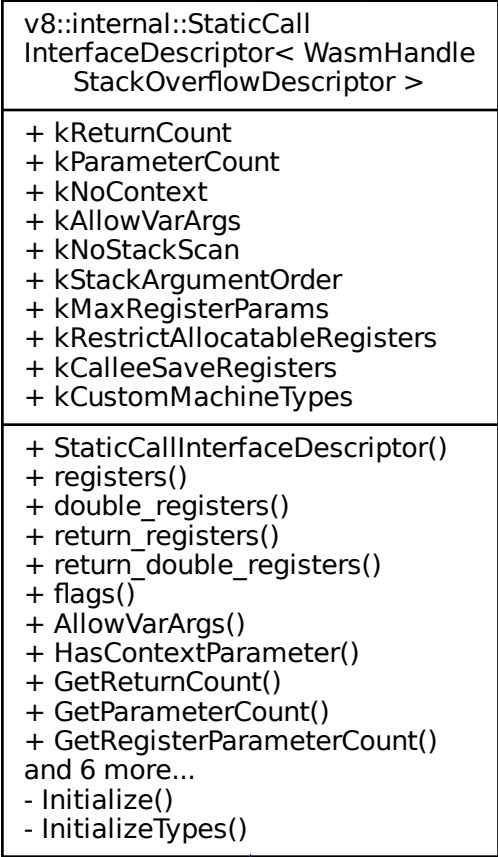 v8::internal::StaticCall
InterfaceDescriptor< WasmHandle
StackOverflowDescriptor >
+ kReturnCount
+ kParameterCount
+ kNoContext
+ kAllowVarArgs
+ kNoStackScan
+ kStackArgumentOrder
+ kMaxRegisterParams
+ kRestrictAllocatableRegisters
+ kCalleeSaveRegisters
+ kCustomMachineTypes
+ StaticCallInterfaceDescriptor()
+ registers()
+ double_registers()
+ return_registers()
+ return_double_registers()
+ flags()
+ AllowVarArgs()
+ HasContextParameter()
+ GetReturnCount()
+ GetParameterCount()
+ GetRegisterParameterCount()
and 6 more...
- Initialize()
- InitializeTypes()